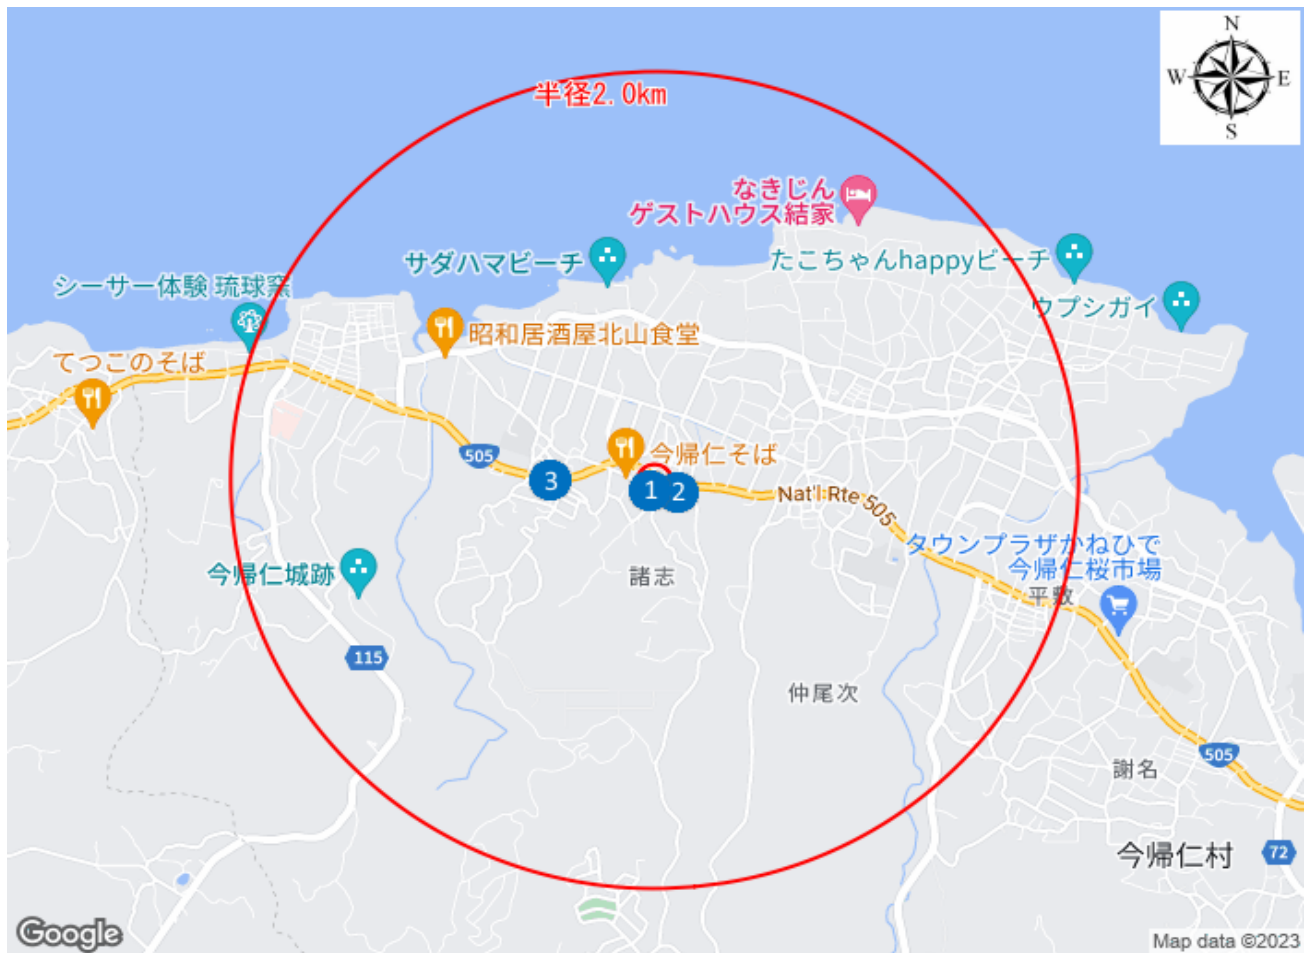 N
W
E
S
半径2.0km
なきじん
ゲストハウス結家
サダハマビーチ
たこちゃんhappyビーチ
シーサー体験 琉球窯
ウプシガイ
昭和居酒屋北山食堂
てつこのそば
505
今帰仁そば
3
1
2
Nat'l Rte 505
タウンプラザかねひで
今帰仁桜市場
今帰仁城跡
諸志
平敷
115
仲尾次
505
謝名
今帰仁村
72
Google
Map data ©2023